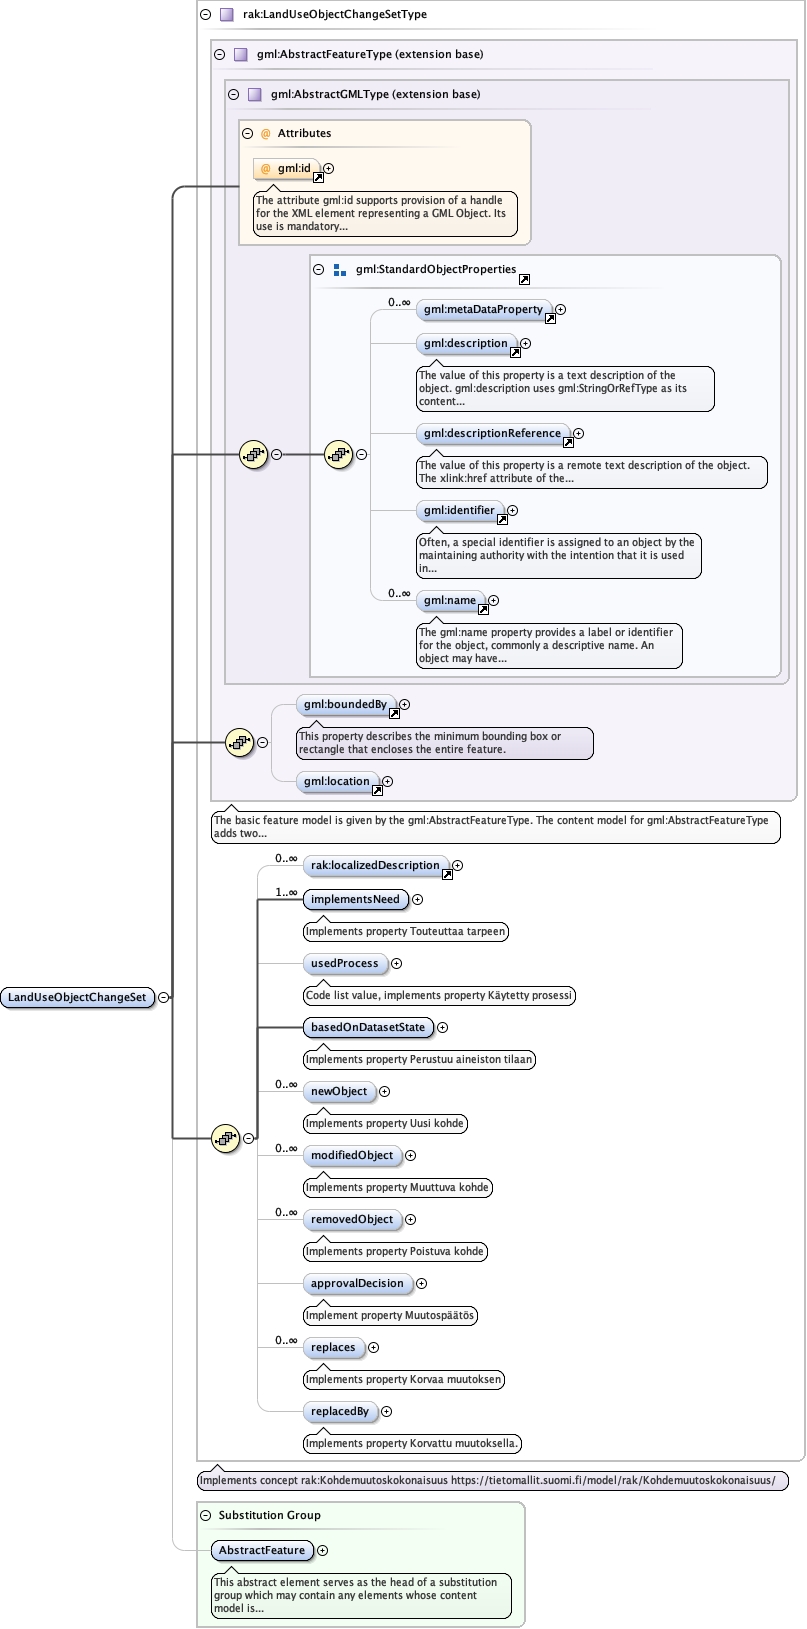 rak:LandUseObjectChangeSetType
gml:AbstractFeatureType (extension base)
gml:AbstractGMLType (extension base)
@ Attributes
@ gml:id
The attribute gml:id supports provision of a handle
for the XML element representing a GML Object. Its
use is mandatory...
gml:StandardObjectProperties
0..∞
gml:metaDataProperty
gml:description
The value of this property is a text description of the
object. gml:description uses gml:StringOrRefType as its
content...
gml:descriptionReference
The value of this property is a remote text description of the object.
The xlink:href attribute of the...
gml:identifier
Often, a special identifier is assigned to an object by the
maintaining authority with the intention that it is used
in...
0..∞
gml:name
The gml:name property provides a label or identifier
for the object, commonly a descriptive name. An
object may have...
gml:boundedBy
This property describes the minimum bounding box or
rectangle that encloses the entire feature.
gml:location
The basic feature model is given by the gml:AbstractFeatureType. The content model for gml:AbstractFeatureType
adds two...
0..∞
rak:localizedDescription
1..∞
implementsNeed
Implements property Touteuttaa tarpeen
usedProcess
Code list value, implements property Käytetty prosessi
LandUseObjectChangeSet
basedOnDatasetState
Implements property Perustuu aineiston tilaan
0..∞
newObject
Implements property Uusi kohde
0..∞
modifiedObject
Implements property Muuttuva kohde
0..∞
removedObject
Implements property Poistuva kohde
approvalDecision
Implement property Muutospäätös
0..∞
replaces
Implements property Korvaa muutoksen
replacedBy
Implements property Korvattu muutoksella.
Implements concept rak:Kohdemuutoskokonaisuus https://tietomallit.suomi.fi/model/rak/Kohdemuutoskokonaisuus/
Substitution Group
AbstractFeature
This abstract element serves as the head of a substitution
group which may contain any elements whose content
model is...